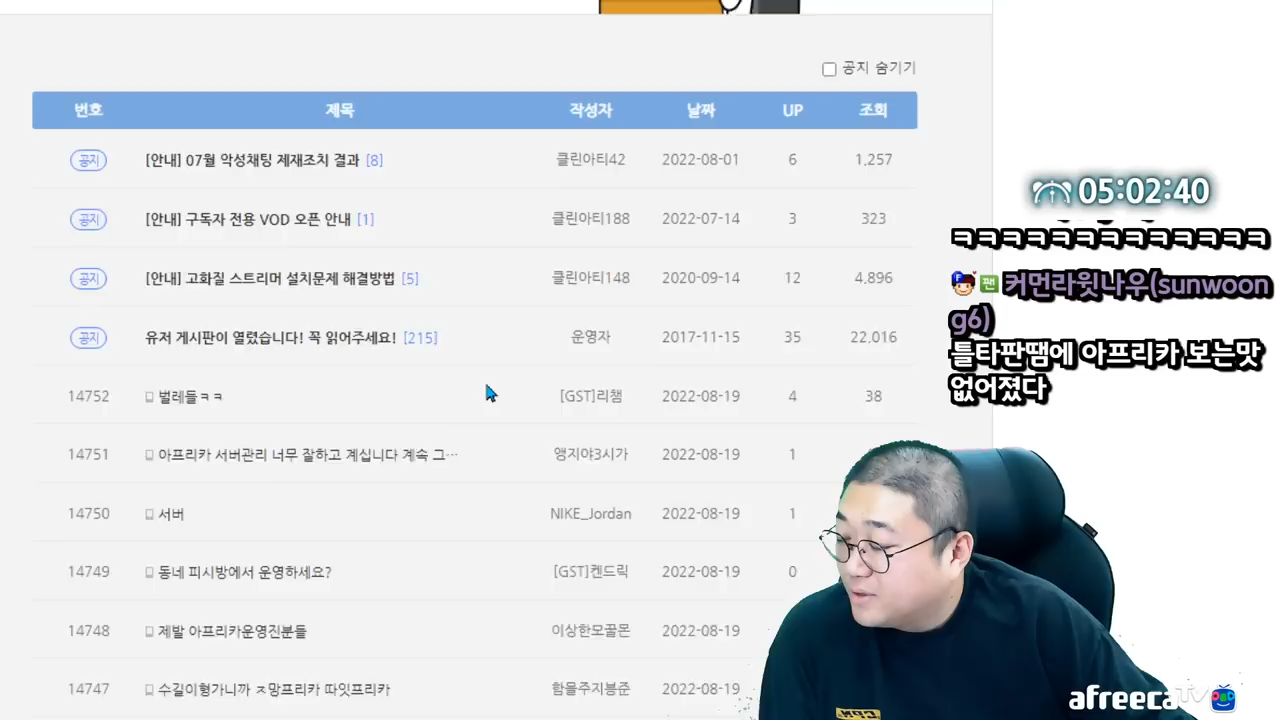 공지 숨기기
번호 제목 작성자 날짜 UP 조회
공지 [안내] 07월 악성채팅 제재조치 결과 [8] 클린아티42 2022-08-01 6 1,257
공지 [안내] 구독자 전용 VOD 오픈 안내 [1] 클린아티188 2022-07-14 3 323
공지 [안내] 고화질 스트리머 설치문제 해결방법 [5] 클린아티148 2020-09-14 12 4,896
공지 유저 게시판이 열렸습니다! 꼭 읽어주세요! [215] 운영자 2017-11-15 35 22,016
14752 벌레들ㅋㅋ [GST]리챔 2022-08-19 4 38
14751 아프리카 서버관리 너무 잘하고 계십니다 계속 그… 앵지야3시가 2022-08-19 1
14750 서버 NIKE_Jordan 2022-08-19 1
14749 동네 피시방에서 운영하세요? [GST]켄드릭 2022-08-19 0
14748 제발 아프리카운영진분들 이상한모꿀몬 2022-08-19
14747 수길이형가니까 ㅈ망프리카 따잇프리카 함몰주지봉준 2022-08-19
05:02:40
ㅋㅋㅋㅋㅋㅋㅋㅋㅋㅋㅋㅋㅋ
F 팬 커먼라윗나우(sunwoon
g6)
틀타판땜에 아프리카 보는맛
없어졌다
afreecaTV